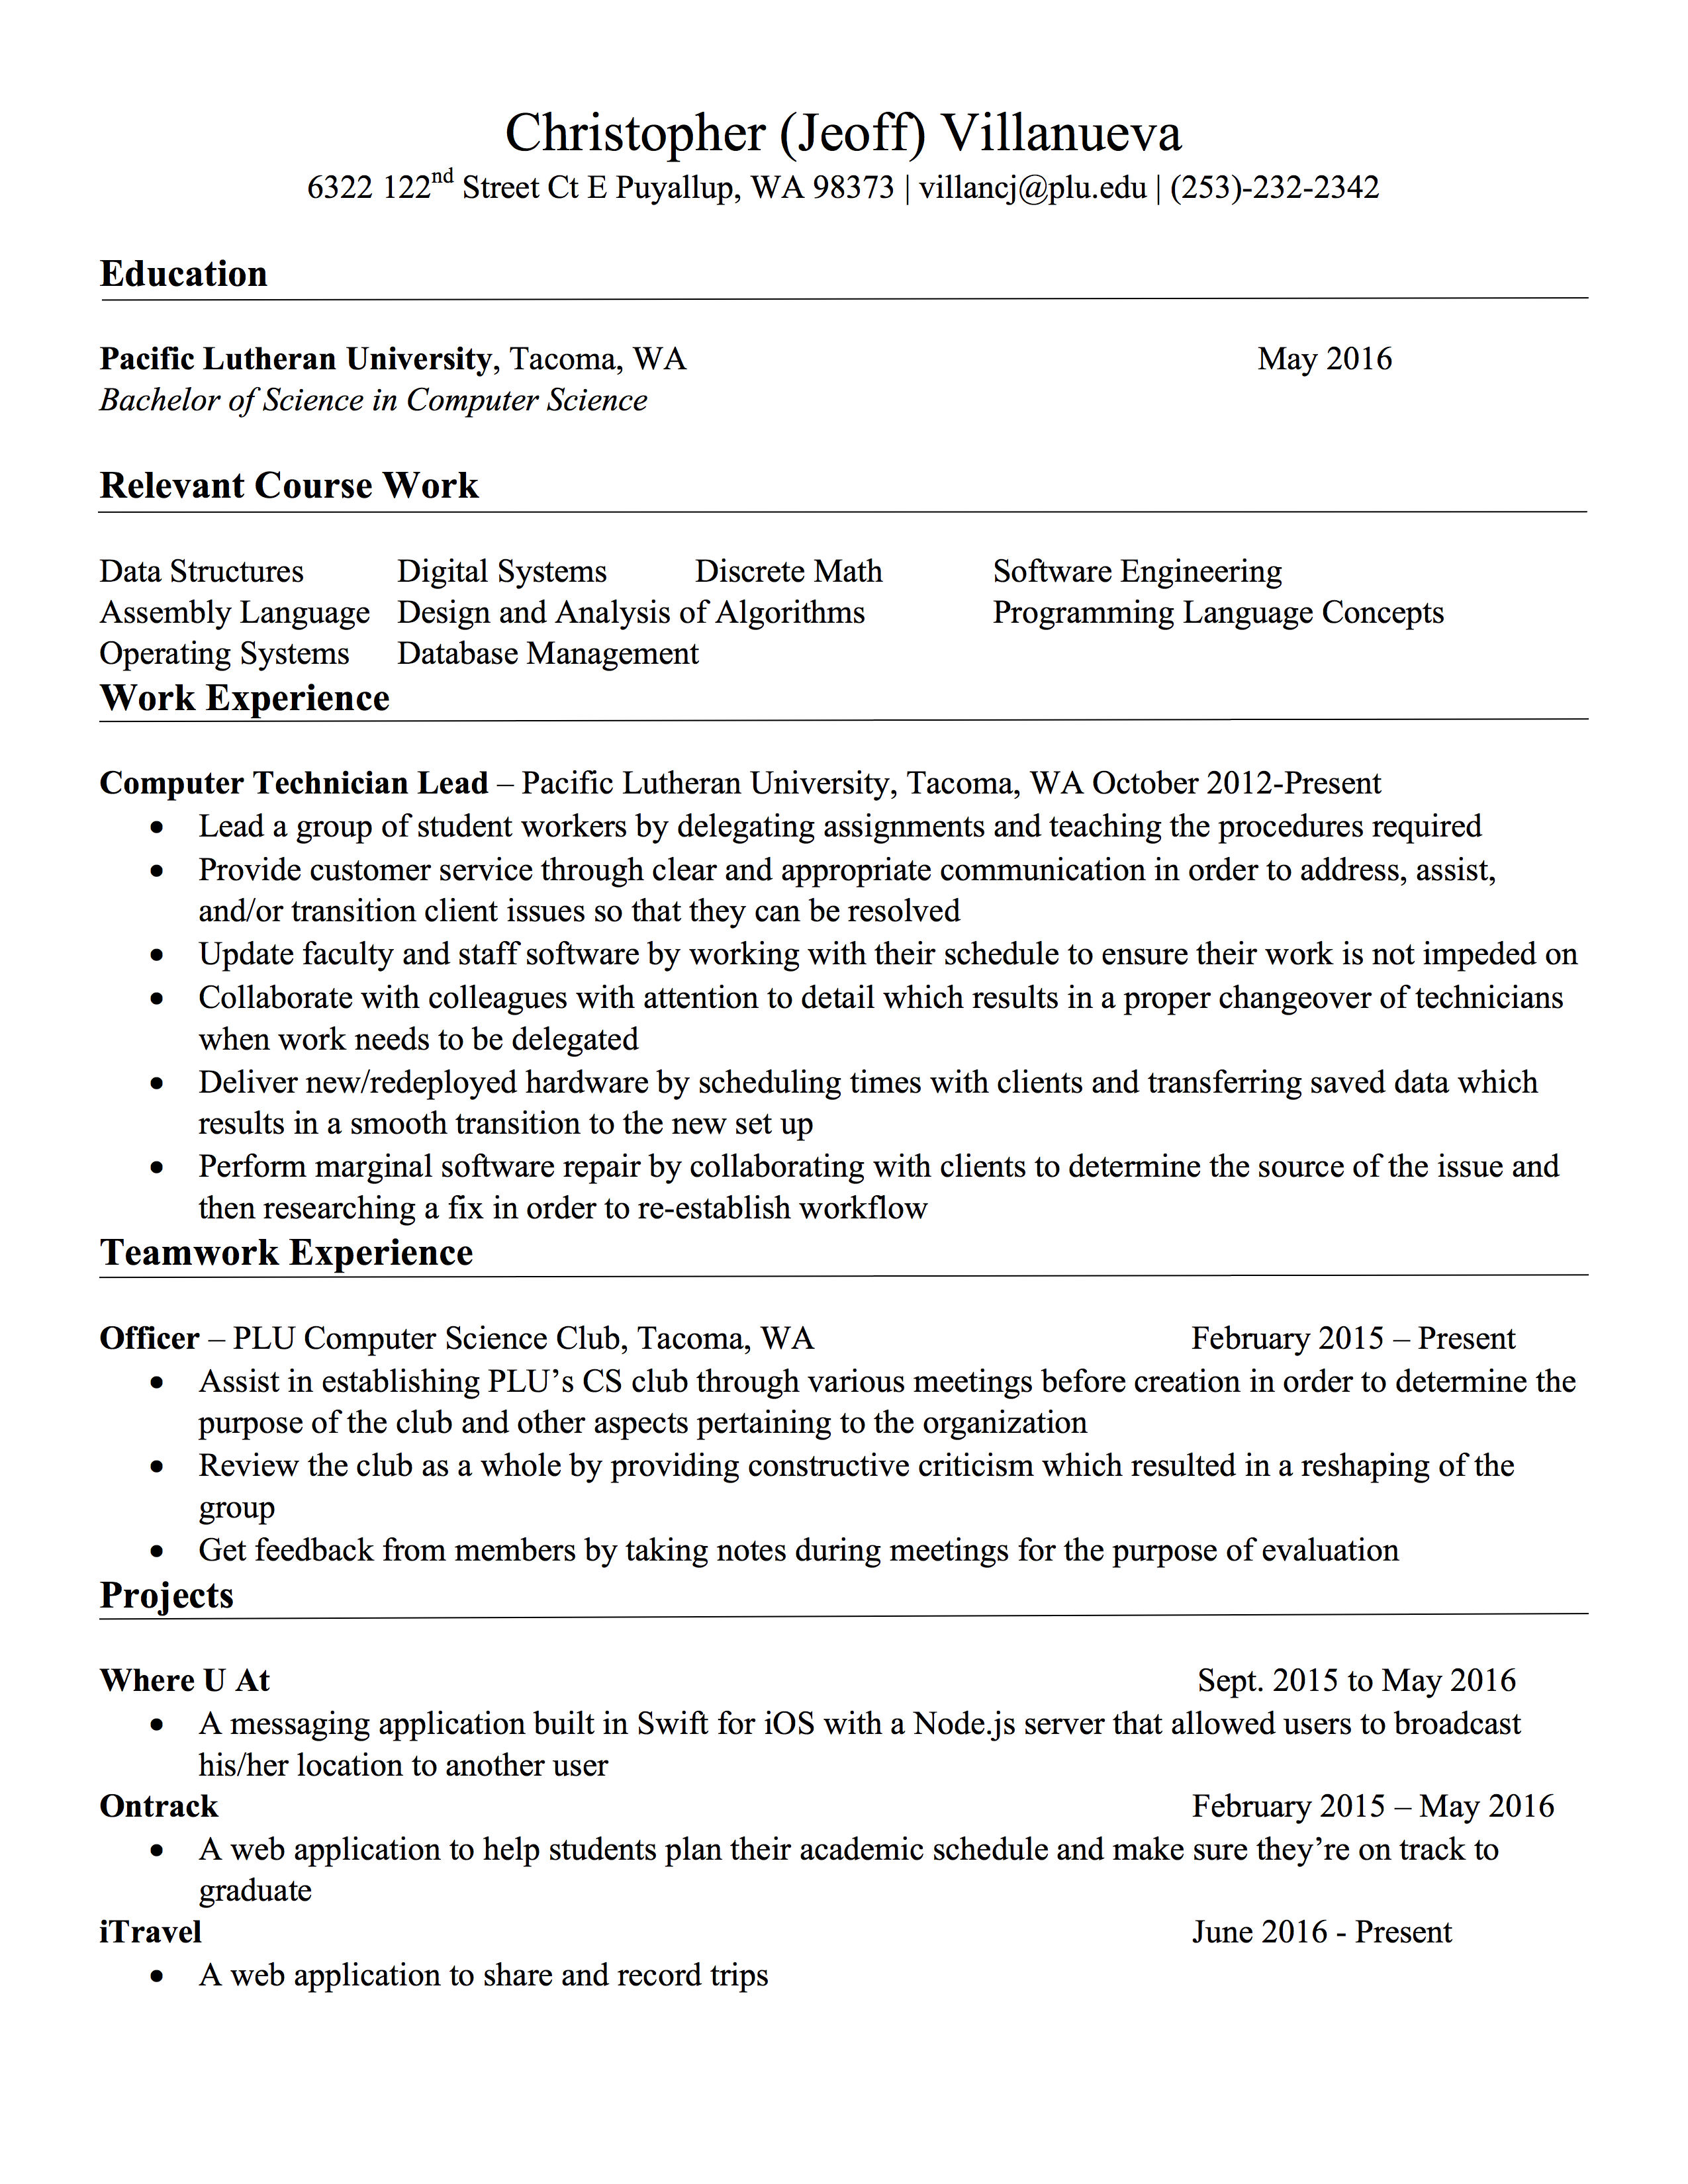 Christopher (Jeoff) Villanueva
6322 122nd Street Ct E Puyallup, WA 98373 | villancj@plu.edu | (253)-232-2342
Education
Pacific Lutheran University, Tacoma, WA May 2016
Bachelor of Science in Computer Science
Relevant Course Work
Data Structures Digital Systems Discrete Math Software Engineering
Assembly Language Design and Analysis of Algorithms Programming Language Concepts
Operating Systems Database Management
Work Experience
Computer Technician Lead – Pacific Lutheran University, Tacoma, WA October 2012-Present
• Lead a group of student workers by delegating assignments and teaching the procedures required
• Provide customer service through clear and appropriate communication in order to address, assist,
and/or transition client issues so that they can be resolved
• Update faculty and staff software by working with their schedule to ensure their work is not impeded on
• Collaborate with colleagues with attention to detail which results in a proper changeover of technicians
when work needs to be delegated
• Deliver new/redeployed hardware by scheduling times with clients and transferring saved data which
results in a smooth transition to the new set up
• Perform marginal software repair by collaborating with clients to determine the source of the issue and
then researching a fix in order to re-establish workflow
Teamwork Experience
Officer – PLU Computer Science Club, Tacoma, WA February 2015 – Present
• Assist in establishing PLU’s CS club through various meetings before creation in order to determine the
purpose of the club and other aspects pertaining to the organization
• Review the club as a whole by providing constructive criticism which resulted in a reshaping of the
group
• Get feedback from members by taking notes during meetings for the purpose of evaluation
Projects
Where U At Sept. 2015 to May 2016
• A messaging application built in Swift for iOS with a Node.js server that allowed users to broadcast
his/her location to another user
Ontrack February 2015 – May 2016
• A web application to help students plan their academic schedule and make sure they’re on track to
graduate
iTravel June 2016 - Present
• A web application to share and record trips